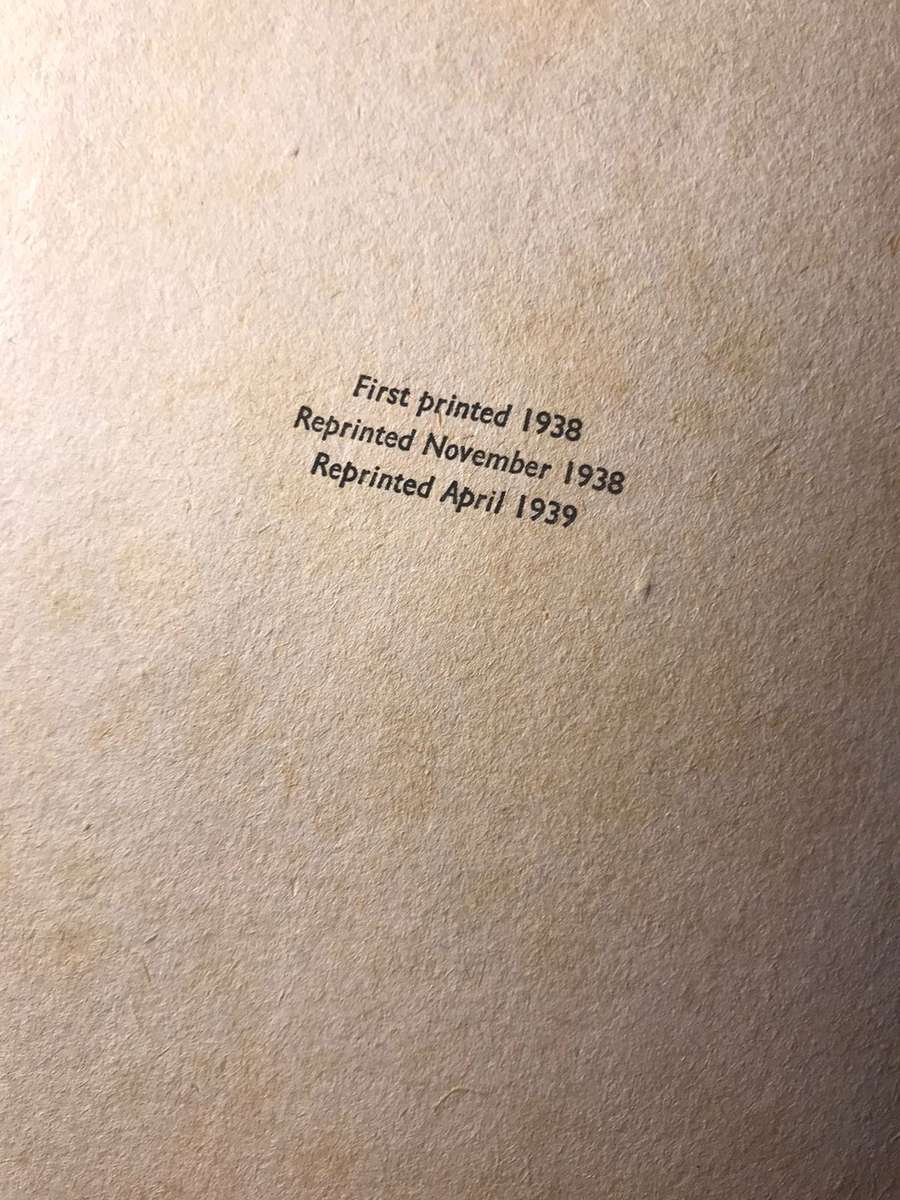 First printed 1938
Reprinted November 1938
Reprinted April 1939